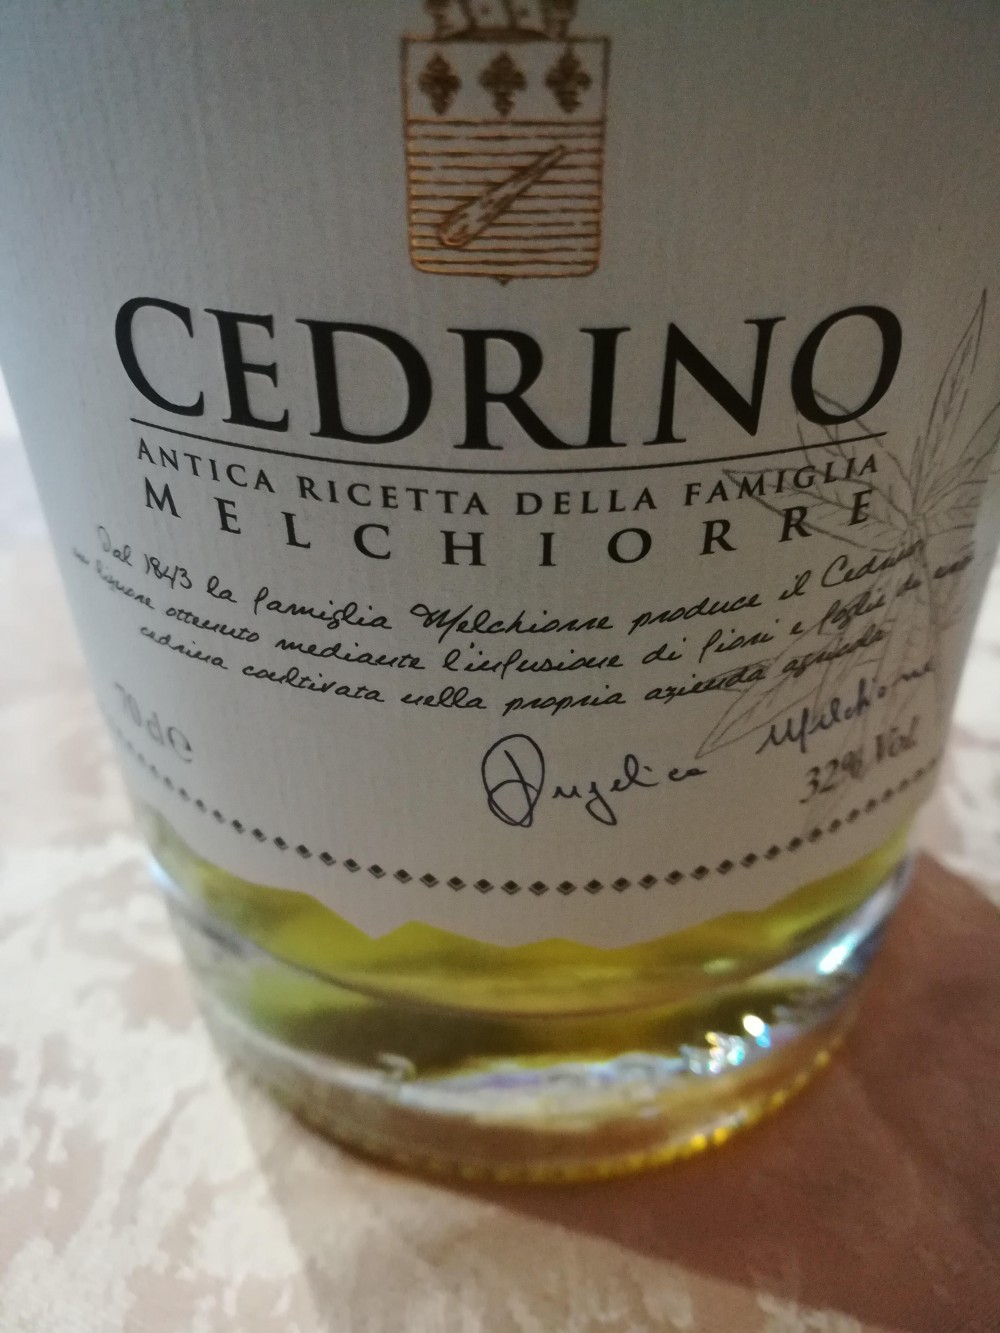 CEDRINO
ANTICA RICETTA DELLA FAMIGLIA
MELCHIORRE
Dal 1843 la famiglia Melchiorre produce il Cedrino
liquore ottenuto mediante l'infusione di fiori e foglie di erba
cedrina coltivata nella propria azienda agricola
Angelica Melchiorre
70 cl e
32% Vol.